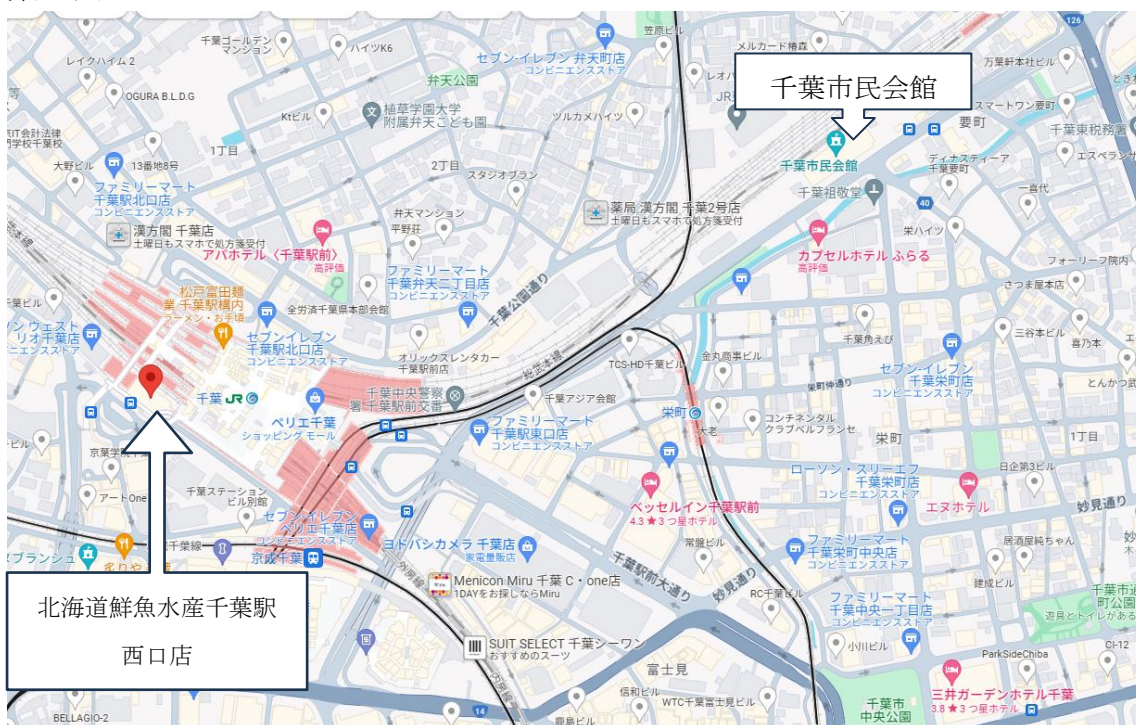 126
笠原ビル
メルカード椿森
千葉ゴールデン
マンション
ハイツK6
セブン-イレブン 弁天町店
コンビニエンスストア
万葉軒本社ビル
レイクハイム2
弁天公園
千葉市民会館
OGURA B.L.D.G
植草学園大学
附属弁天こども園
Ktビル
ツルカメハイツ
スマートワン要町
要町
千葉東税務署
1丁目
千葉市民会館
ディナスティーア
千葉要町
大野ビル
13番地8号
2丁目
スタジオブラン
千葉祖敬堂
一喜代
ファミリーマート
千葉駅北口店
コンビニエンスストア
40
弁天マンション
平野荘
薬局 漢方閣 千葉2号店
土曜日もスマホで処方箋受付
栄ハイツ
漢方閣 千葉店
土曜日もスマホで処方箋受付
アパホテル〈千葉駅前〉
高評価
カプセルホテル ふらる
高評価
フォーリーフ院内
ファミリーマート
千葉弁天二丁目店
コンビニエンスストア
千葉公園通り
さつま屋本店
松戸富田麺
業 千葉駅構内
ラーメン・お手頃
全労済千葉県本部会館
千葉角えび
三谷本ビル
喜乃本
セブン-イレブン
千葉駅北口店
コンビニエンスストア
オリックスレンタカー
千葉駅前店
総武本線
TCS-HD千葉ビル
金丸商事ビル
セブン-イレブン
千葉栄町店
コンビニエンスストア
とんかつ武
千葉 JR
千葉中央警察
署 千葉駅前交番
千葉アジア会館
栄町仲通り
ペリエ千葉
ショッピング モール
ファミリーマート
千葉駅東口店
コンビニエンスストア
栄町
大老
コンチネンタル
クラブベルフランセ
栄町
1丁目
ローソン・スリーエフ
千葉栄町店
コンビニエンスストア
日企第3ビル
アートOne
千葉ステーション
ビル別館
ベッセルイン千葉駅前
4.3★3つ星ホテル
エヌホテル
妙見通り
セブン-イレブン
ペリエ千葉店
コンビニエンスストア
京成千葉
ヨドバシカメラ 千葉店
家電量販店
常盤ビル
ファミリーマート
千葉栄町中央店
コンビニエンスストア
居酒屋純ちゃん
外房線
千葉駅前大通り
妙見通り
Menicon Miru 千葉 C・one店
1DAYをお探しならMiru
RC千葉ビル
建成ビル
北海道鮮魚水産千葉駅
西口店
ファミリーマート
千葉中央一丁目店
コンビニエンスストア
SUIT SELECT 千葉シーワン
おすすめのスーツ
内房線
小川ビル
ParkSideChiba
CI-12
富士見
信和ビル
WTC千葉富士見ビル
千葉市
中央公園
三井ガーデンホテル千葉
3.8★3つ星ホテル
14
BELLAGIO-2